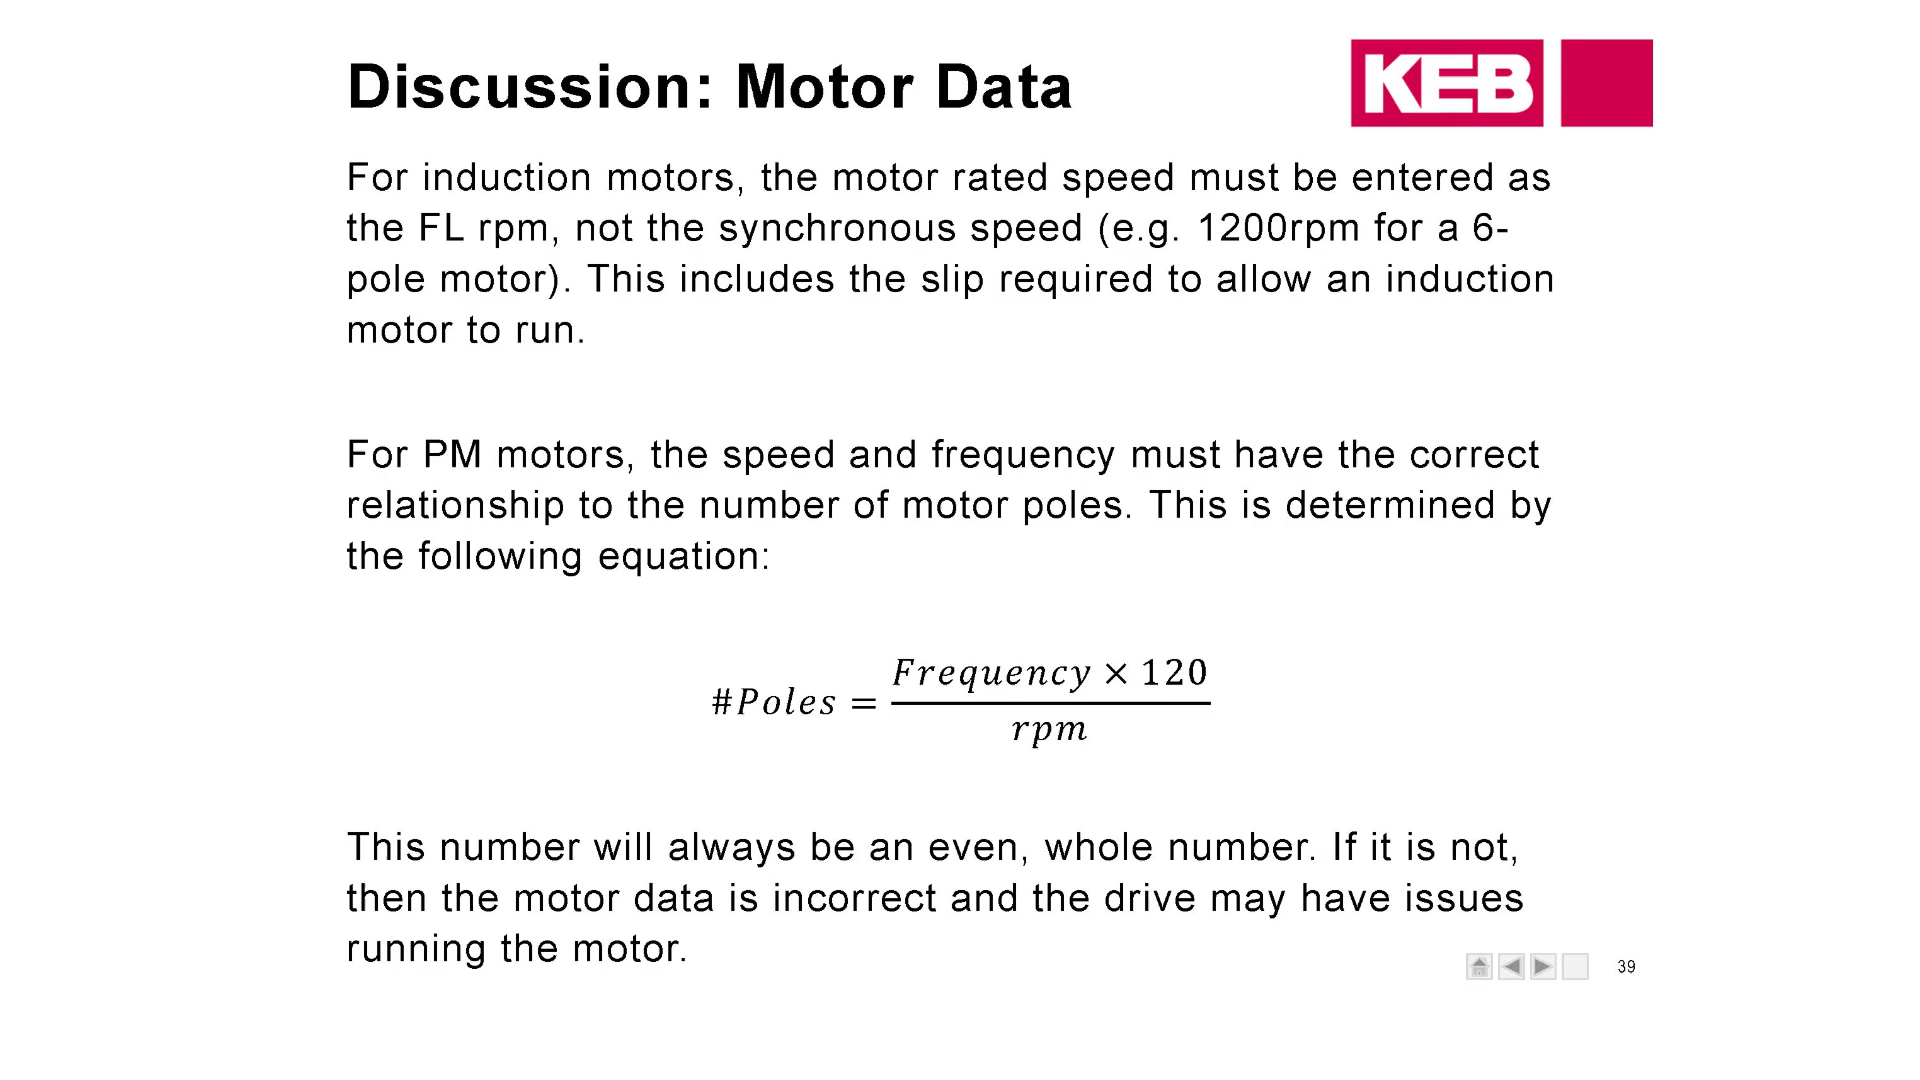 Discussion: Motor Data
KEB
For induction motors, the motor rated speed must be entered as
the FL rpm, not the synchronous speed (e.g. 1200rpm for a 6-
pole motor). This includes the slip required to allow an induction
motor to run.
For PM motors, the speed and frequency must have the correct
relationship to the number of motor poles. This is determined by
the following equation:
#Poles = Frequency × 120
rpm
This number will always be an even, whole number. If it is not,
then the motor data is incorrect and the drive may have issues
running the motor.
39